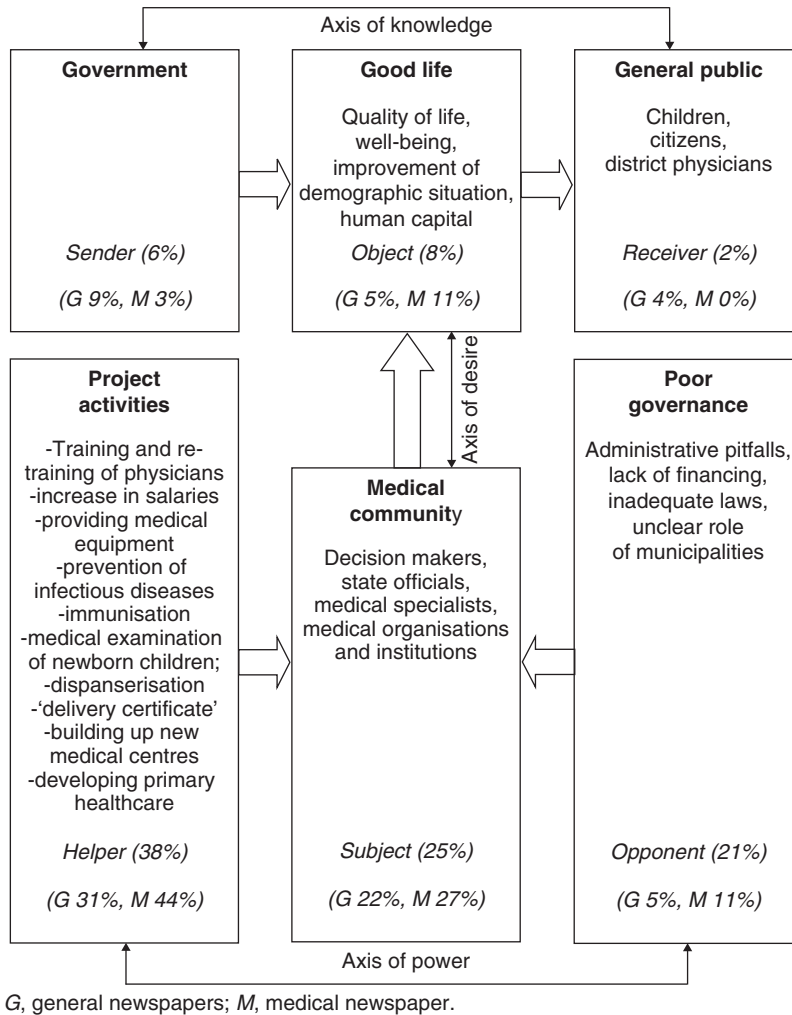 Axis of knowledge
Government
Sender (6%)
(G 9%, M 3%)
Good life
Quality of life,
well-being,
improvement of
demographic situation,
human capital
Object (8%)
(G 5%, M 11%)
General public
Children,
citizens,
district physicians
Receiver (2%)
(G 4%, M 0%)
Axis of desire
Project
activities
-Training and re-
training of physicians
-increase in salaries
-providing medical
equipment
-prevention of
infectious diseases
-immunisation
-medical examination
of newborn children;
-dispanserisation
-‘delivery certificate’
-building up new
medical centres
-developing primary
healthcare
Helper (38%)
(G 31%, M 44%)
Medical
community
Decision makers,
state officials,
medical specialists,
medical organisations
and institutions
Subject (25%)
(G 22%, M 27%)
Poor
governance
Administrative pitfalls,
lack of financing,
inadequate laws,
unclear role
of municipalities
Opponent (21%)
(G 5%, M 11%)
Axis of power
G, general newspapers; M, medical newspaper.